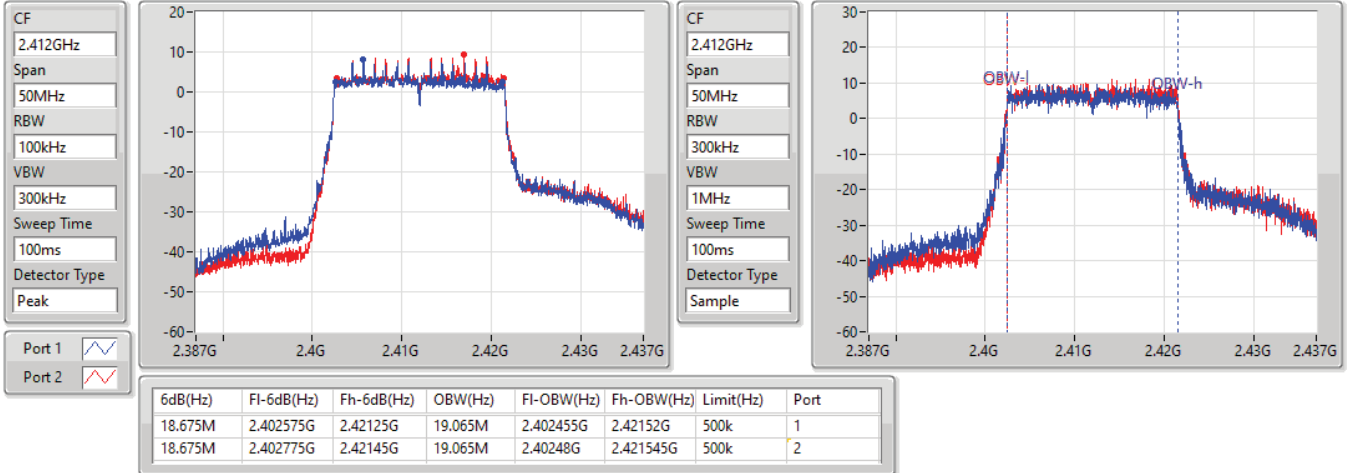 CF
2.412GHz
Span
50MHz
RBW
100kHz
VBW
300kHz
Sweep Time
100ms
Detector Type
Peak
20
10
0
-10
-20
-30
-40
-50
-60
2.387G 2.4G 2.41G 2.42G 2.43G 2.437G
Port 1
Port 2
CF
2.412GHz
Span
50MHz
RBW
300kHz
VBW
1MHz
Sweep Time
100ms
Detector Type
Sample
30
20
10
0
-10
-20
-30
-40
-50
-60
OBW-l OBW-h
2.387G 2.4G 2.41G 2.42G 2.43G 2.437G
6dB(Hz) Fl-6dB(Hz) Fh-6dB(Hz) OBW(Hz) Fl-OBW(Hz) Fh-OBW(Hz) Limit(Hz) Port
18.675M 2.402575G 2.42125G 19.065M 2.402455G 2.42152G 500k 1
18.675M 2.402775G 2.42145G 19.065M 2.40248G 2.421545G 500k 2